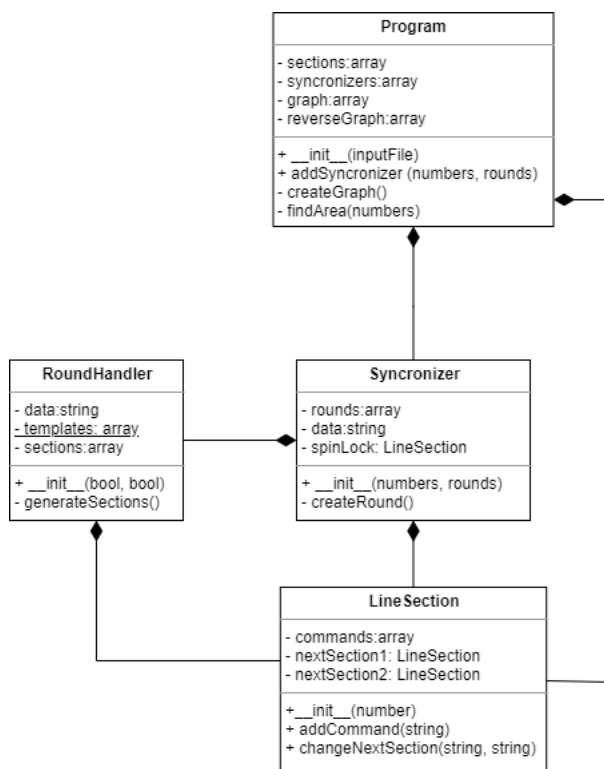 Program
- sections:array
- syncronizers:array
- graph:array
- reverseGraph:array
+ __init__(inputFile)
+ addSyncronizer (numbers, rounds)
- createGraph()
- findArea(numbers)
RoundHandler
- data:string
- templates: array
- sections:array
+ __init__(bool, bool)
- generateSections()
Syncronizer
- rounds:array
- data:string
- spinLock: LineSection
+ __init__(numbers, rounds)
- createRound()
LineSection
- commands:array
- nextSection1: LineSection
- nextSection2: LineSection
+__init__(number)
+ addCommand(string)
+ changeNextSection(string, string)